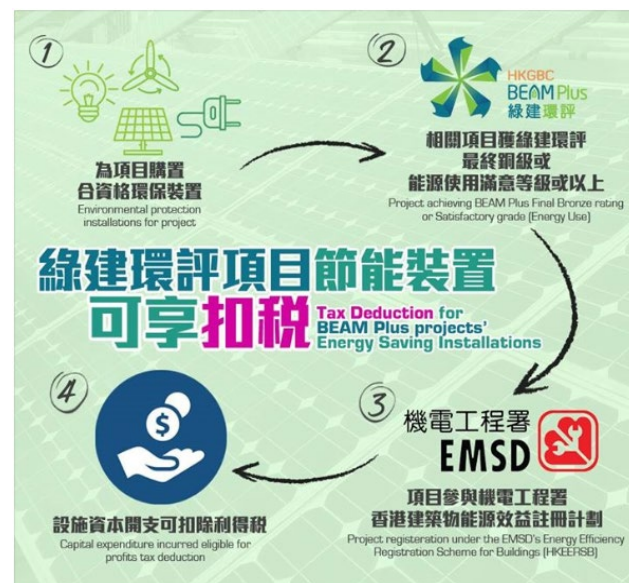 1
為項目購置
合資格環保裝置
Environmental protection
installations for project
2
HKGBC
BEAM Plus
綠建環評
相關項目獲綠建環評
最終銅級或
能源使用滿意等級或以上
Project achieving BEAM Plus Final Bronze rating
or Satisfactory grade (Energy Use)
綠建環評項目節能裝置
可享扣税
Tax Deduction for
BEAM Plus projects'
Energy Saving Installations
3
機電工程署
EMSD
項目參與機電工程署
香港建築物能源效益註冊計劃
Project registeration under the EMSD's Energy Efficiency
Registration Scheme for Buildings (HKEERSB)
4
$
設施資本開支可扣除利得税
Capital expenditure incurred eligible for
profits tax deduction